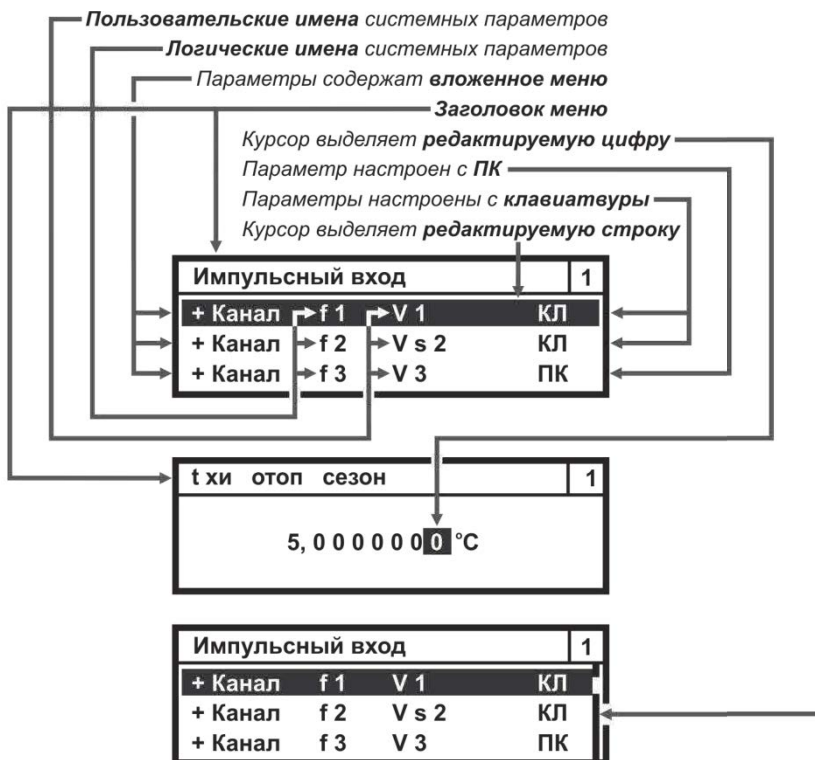 Пользовательские имена системных параметров
Логические имена системных параметров
Параметры содержат вложенное меню
Заголовок меню
Курсор выделяет редактируемую цифру
Параметр настроен с ПК
Параметры настроены с клавиатвуры
Курсор выделяет редактируемую строку
Импульсный вход 1
+ Канал f 1 V 1 КЛ
+ Канал f 2 V s 2 КЛ
+ Канал f 3 V 3 ПК
t хи отоп сезон 1
5, 0 0 0 0 0 0 0 °C
Импульсный вход 1
+ Канал f 1 V 1 КЛ
+ Канал f 2 V s 2 КЛ
+ Канал f 3 V 3 ПК